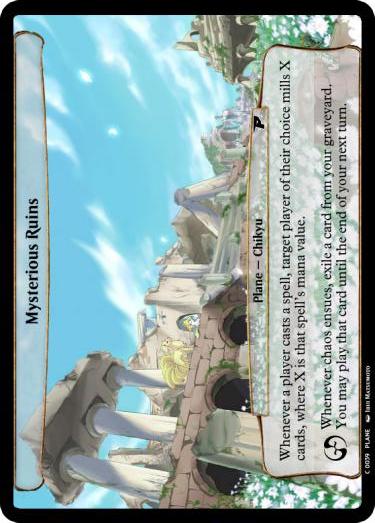 Mysterious Ruins
Plane – Chikyu
Whenever a player casts a spell, target player of their choice mills X
cards, where X is that spell's mana value.
Whenever chaos ensues, exile a card from your graveyard.
You may play that card until the end of your next turn.
C 0039 PLANE